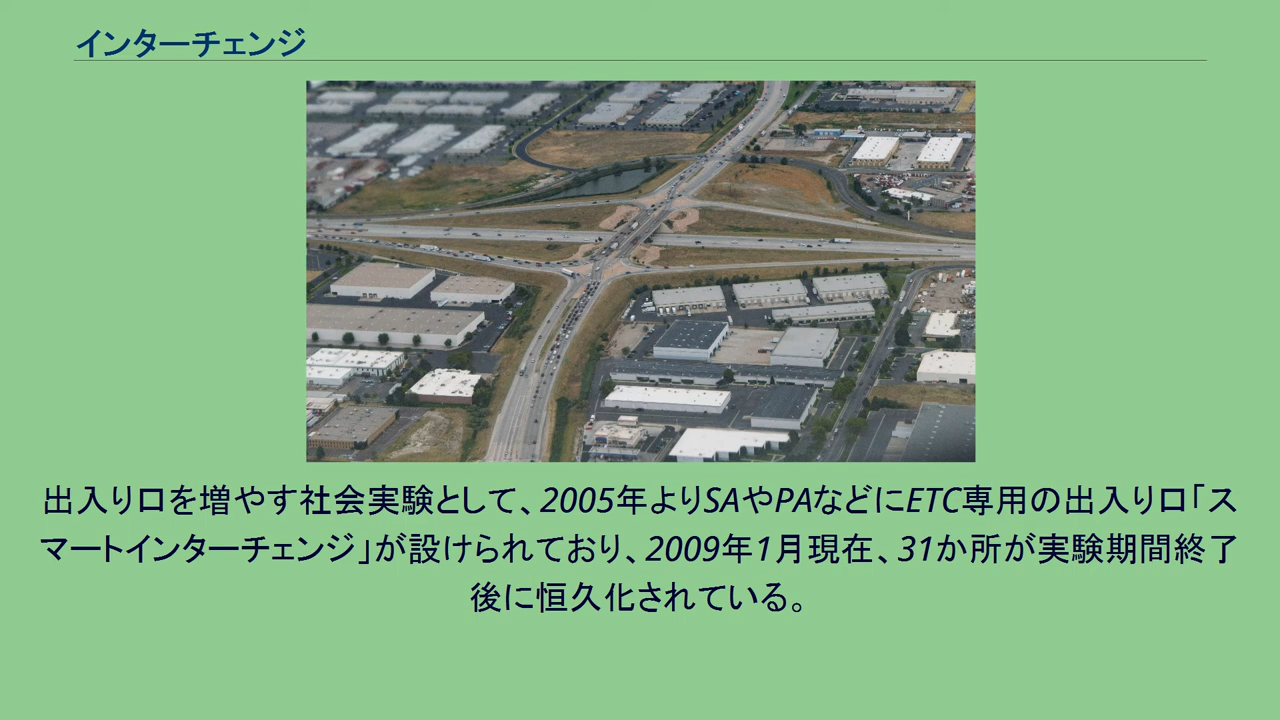 インターチェンジ
出入り口を増やす社会実験として、2005年よりSAやPAなどにETC専用の出入り口「ス
マートインターチェンジ」が設けられており、2009年1月現在、31か所が実験期間終了
後に恒久化されている。